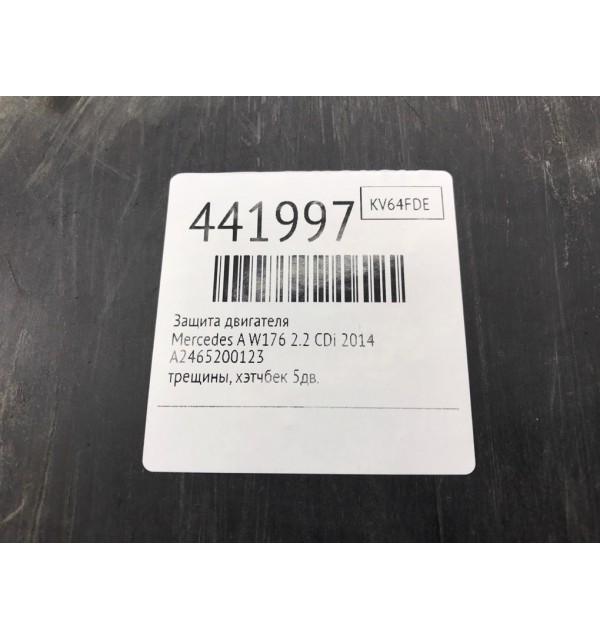 441997
KV64FDE
Защита двигателя
Mercedes A W176 2.2 CDi 2014
A2465200123
трещины, хэтчбек 5дв.